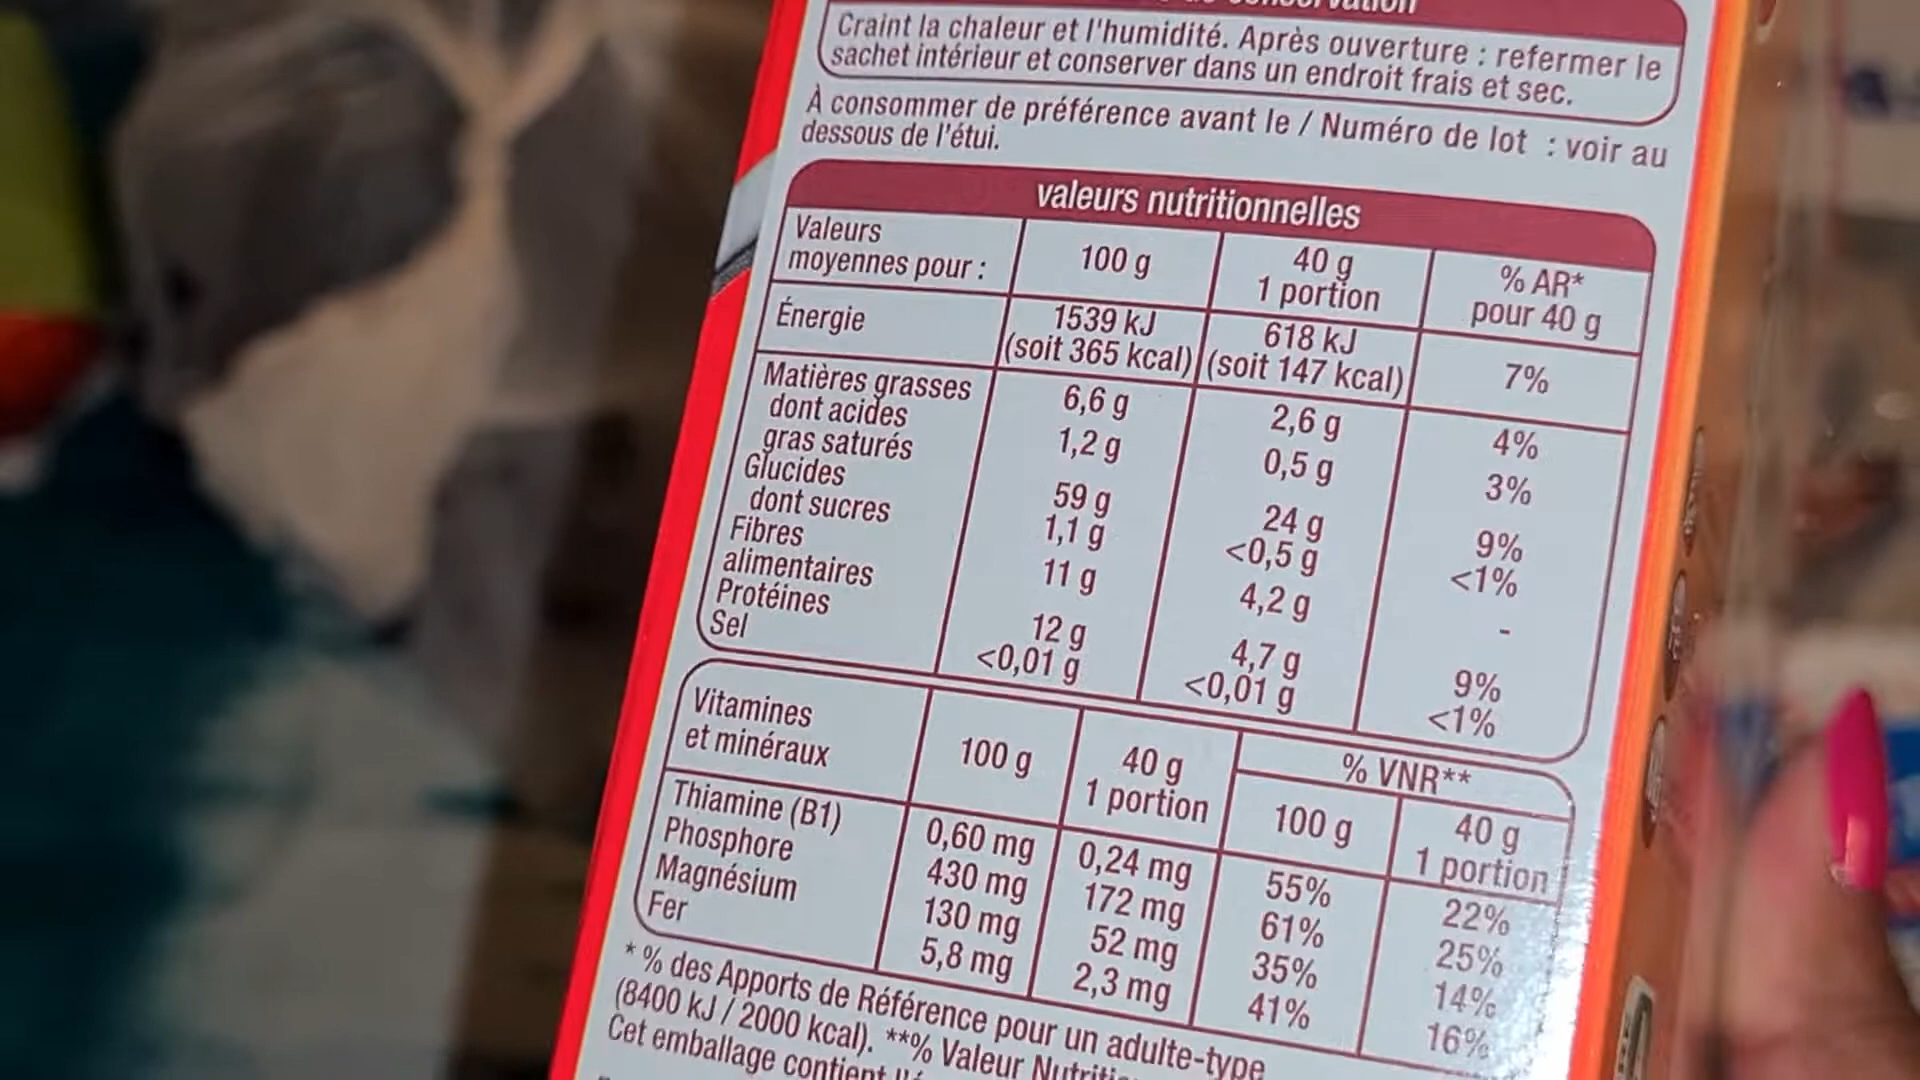 Craint la chaleur et l'humidité. Après ouverture : refermer le
sachet intérieur et conserver dans un endroit frais et sec.
À consommer de préférence avant le / Numéro de lot : voir au
dessous de l'étui.
valeurs nutritionnelles
Valeurs moyennes pour : 100 g 40 g 1 portion % AR* pour 40 g
Énergie 1539 kJ (soit 365 kcal) 618 kJ (soit 147 kcal) 7%
Matières grasses 6,6 g 2,6 g 4%
dont acides gras saturés 1,2 g 0,5 g 3%
Glucides 59 g 24 g 9%
dont sucres 1,1 g <0,5 g <1%
Fibres alimentaires 11 g 4,2 g -
Protéines 12 g 4,7 g 9%
Sel <0,01 g <0,01 g <1%
Vitamines et minéraux 100 g 40 g 1 portion % VNR** 100 g 40 g 1 portion
Thiamine (B1) 0,60 mg 0,24 mg 55% 22%
Phosphore 430 mg 172 mg 61% 25%
Magnésium 130 mg 52 mg 35% 14%
Fer 5,8 mg 2,3 mg 41% 16%
* % des Apports de Référence pour un adulte-type
(8400 kJ / 2000 kcal). **% Valeur
Cet emballage contient